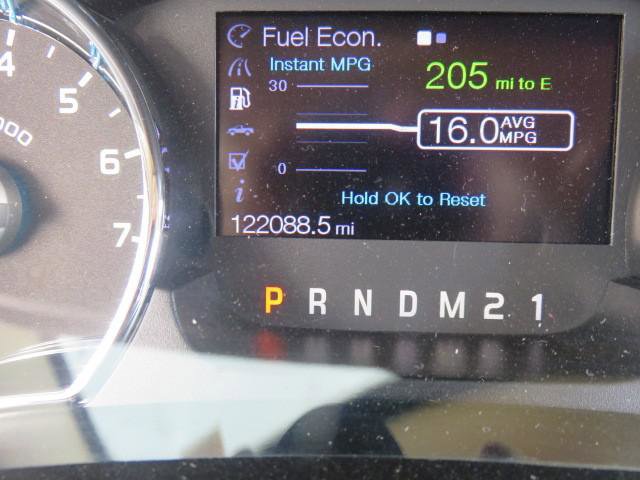 Fuel Econ.
Instant MPG
205 mi to E
30
16.0 AVG MPG
0
Hold OK to Reset
i
122088.5 mi
P R N D M 2 1
4
5
6
7
000